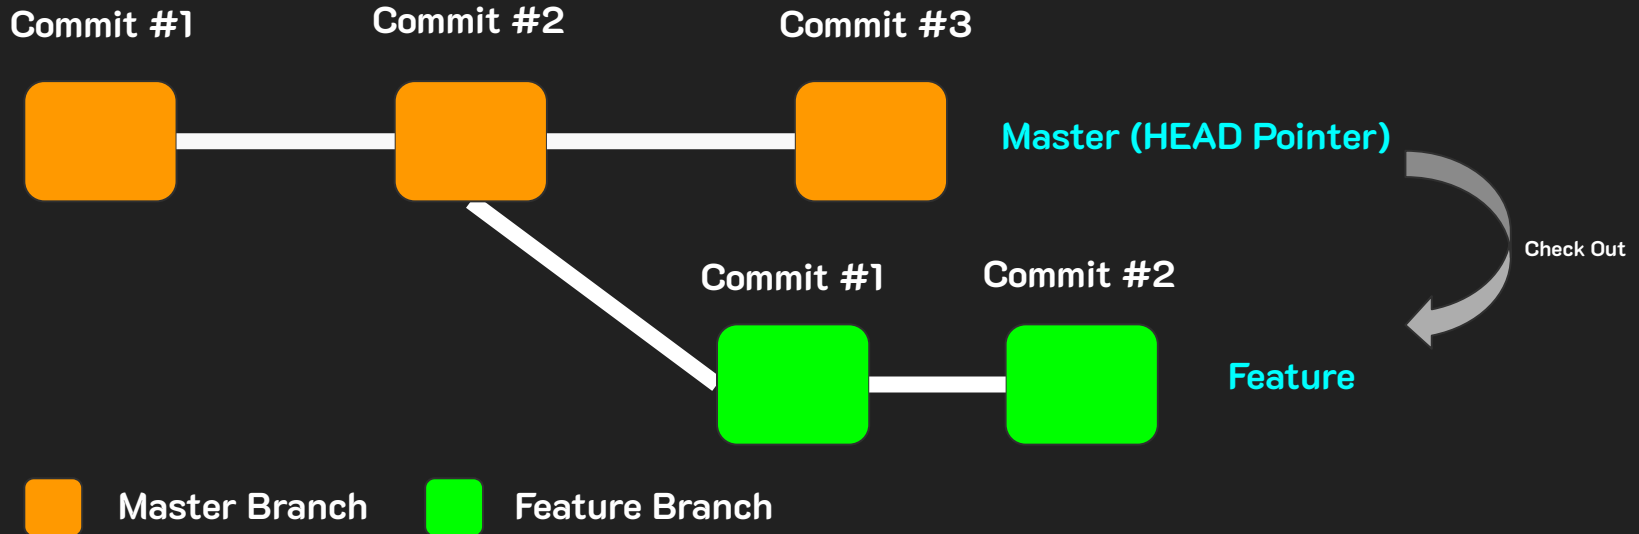 Commit #1
Commit #2
Commit #3
Master (HEAD Pointer)
Check Out
Commit #1
Commit #2
Feature
Master Branch
Feature Branch